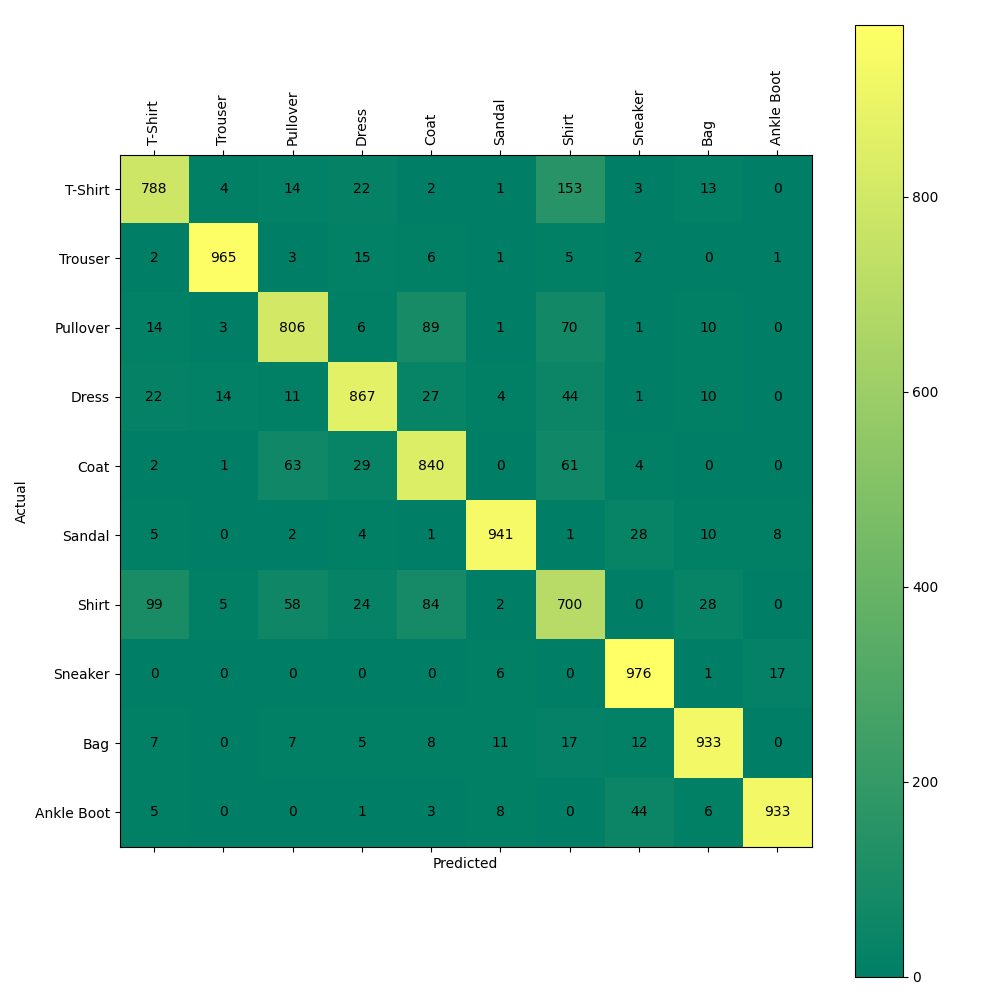 T-Shirt Trouser Pullover Dress Coat Sandal Shirt Sneaker Bag Ankle Boot
T-Shirt 788 4 14 22 2 1 153 3 13 0
Trouser 2 965 3 15 6 1 5 2 0 1
Pullover 14 3 806 6 89 1 70 1 10 0
Dress 22 14 11 867 27 4 44 1 10 0
Coat 2 1 63 29 840 0 61 4 0 0
Sandal 5 0 2 4 1 941 1 28 10 8
Shirt 99 5 58 24 84 2 700 0 28 0
Sneaker 0 0 0 0 0 6 0 976 1 17
Bag 7 0 7 5 8 11 17 12 933 0
Ankle Boot 5 0 0 1 3 8 0 44 6 933
Actual
Predicted
800
600
400
200
0